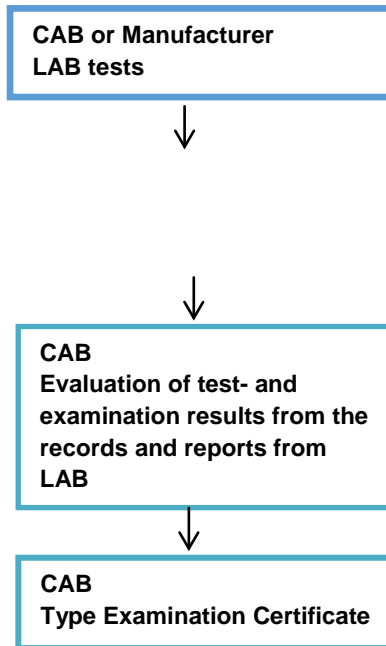 CAB or Manufacturer
LAB tests
CAB
Evaluation of test- and
examination results from the
records and reports from
LAB
CAB
Type Examination Certificate